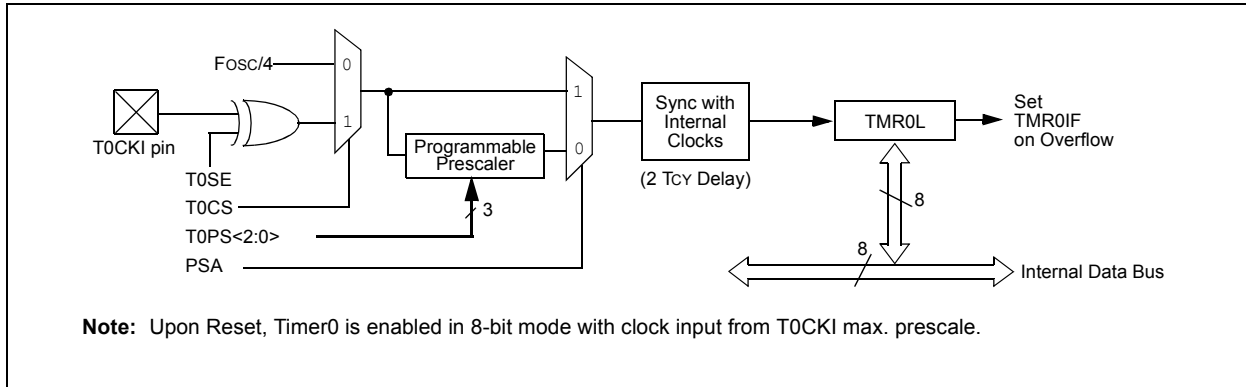 FOSC/4
0
1
T0CKI pin
T0SE
T0CS
T0PS<2:0>
PSA
Programmable
Prescaler
3
1
0
Sync with
Internal
Clocks
(2 TCY Delay)
TMR0L
Set
TMR0IF
on Overflow
8
8
Internal Data Bus
Note: Upon Reset, Timer0 is enabled in 8-bit mode with clock input from T0CKI max. prescale.